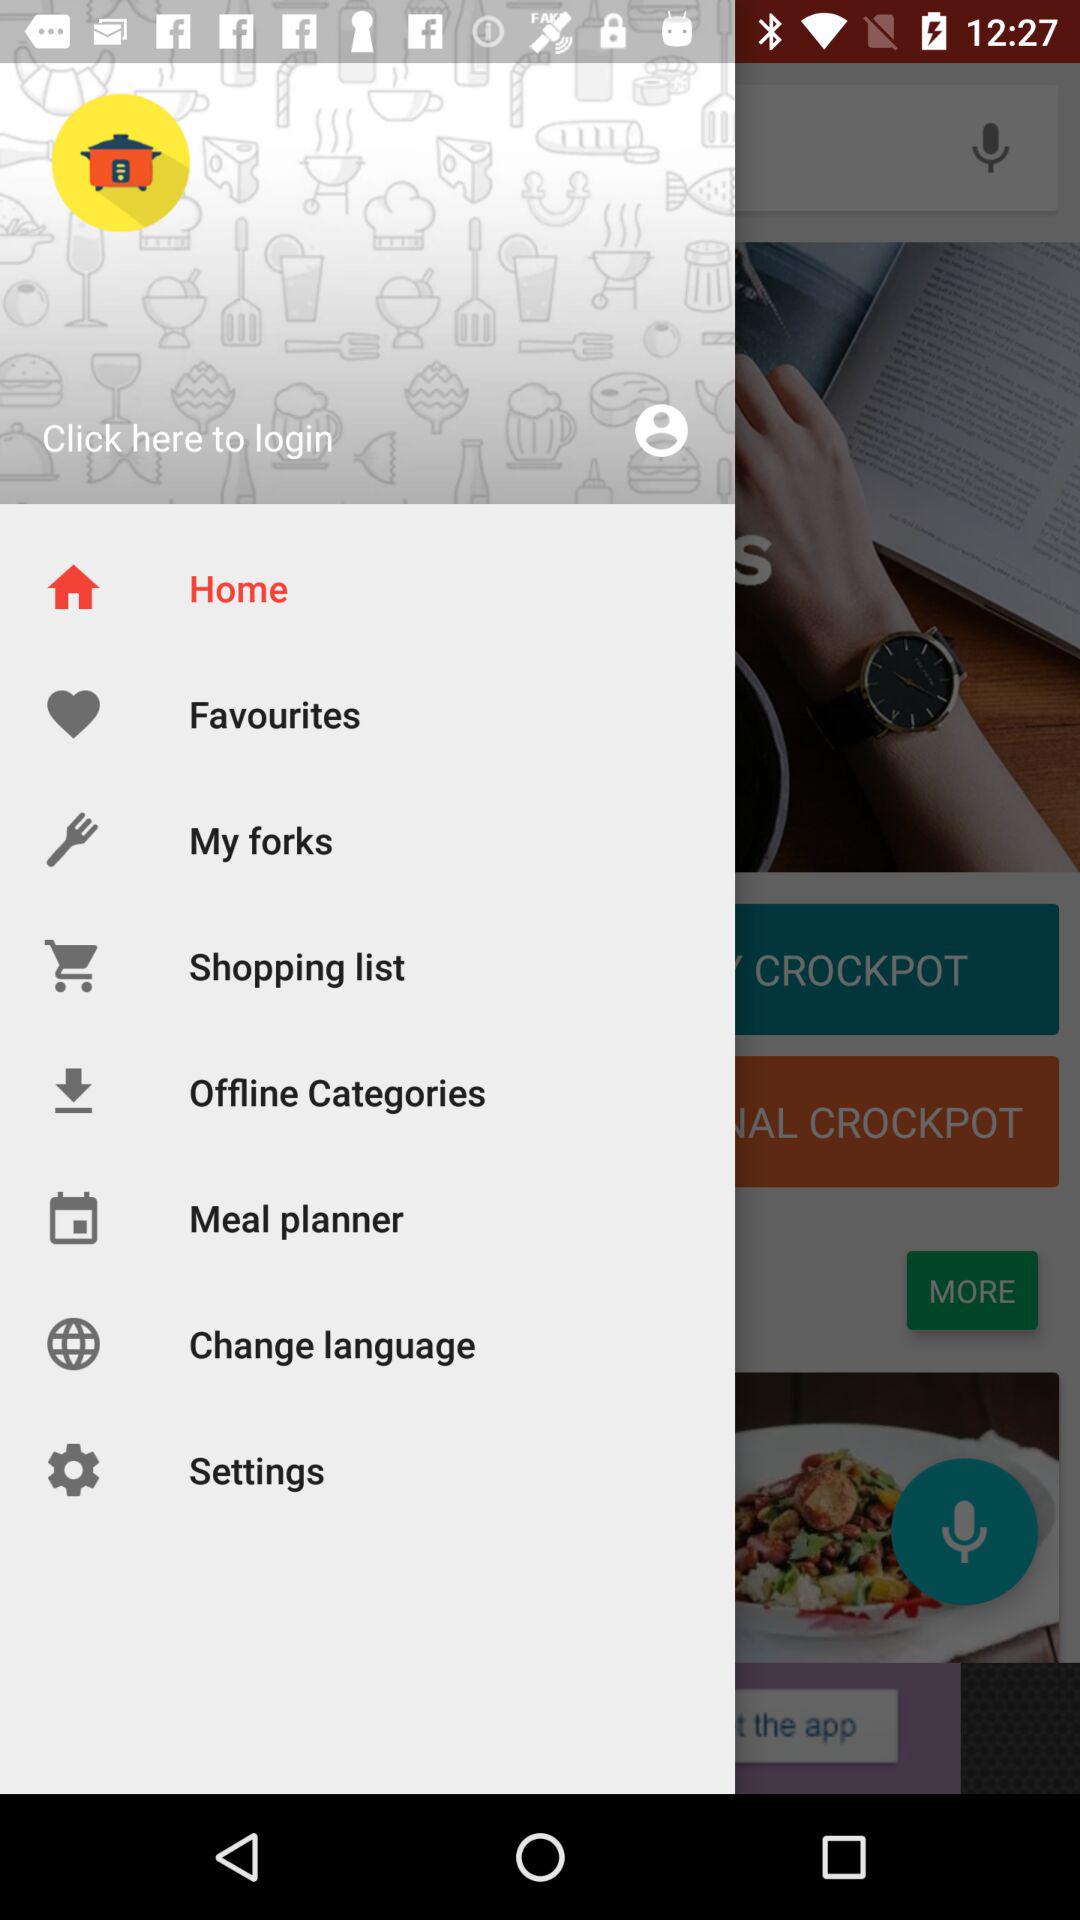 FAKE
12:27
Click here to login
S
Home
Favourites
My forks
Shopping list
CROCKPOT
Offline Categories
NAL CROCKPOT
Meal planner
MORE
Change language
Settings
t the app